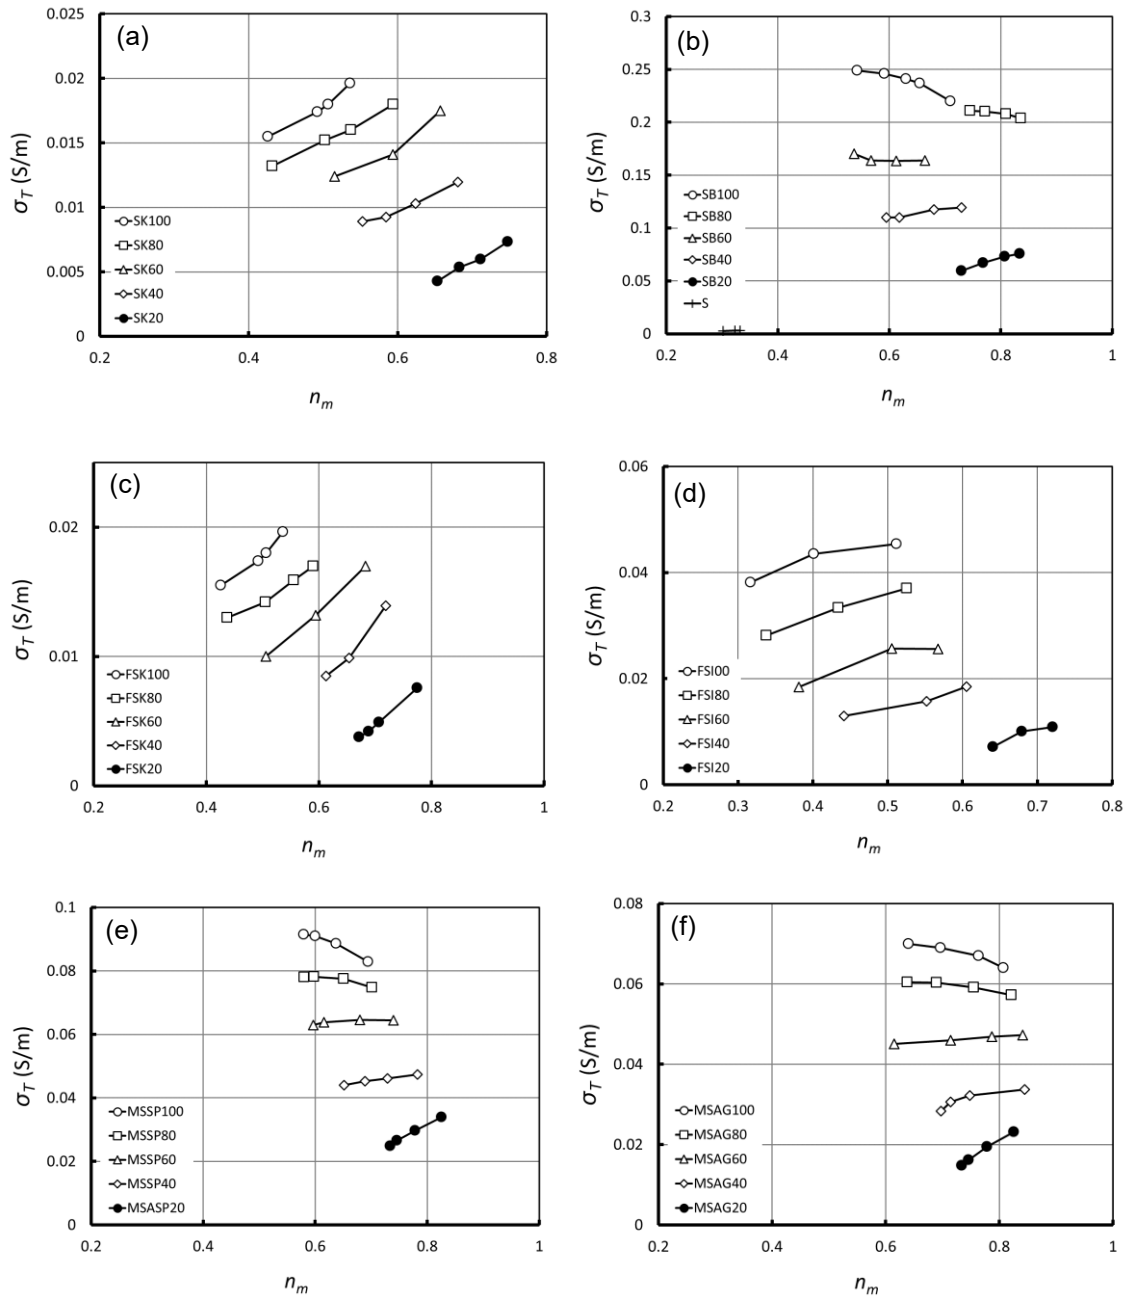 (a)
0.025
0.02
0.015
0.01
0.005
0
σT (S/m)
SK100
SK80
SK60
SK40
SK20
0.2 0.4 0.6 0.8
nm
(b)
0.3
0.25
0.2
0.15
0.1
0.05
0
σT (S/m)
SB100
SB80
SB60
SB40
SB20
S
0.2 0.4 0.6 0.8 1
nm
(c)
0.02
0.01
0
σT (S/m)
FSK100
FSK80
FSK60
FSK40
FSK20
0.2 0.4 0.6 0.8 1
nm
(d)
0.06
0.04
0.02
0
σT (S/m)
FSI00
FSI80
FSI60
FSI40
FSI20
0.2 0.3 0.4 0.5 0.6 0.7 0.8
nm
(e)
0.1
0.08
0.06
0.04
0.02
0
σT (S/m)
MSSP100
MSSP80
MSSP60
MSSP40
MSASP20
0.2 0.4 0.6 0.8 1
nm
(f)
0.08
0.06
0.04
0.02
0
σT (S/m)
MSAG100
MSAG80
MSAG60
MSAG40
MSAG20
0.2 0.4 0.6 0.8 1
nm